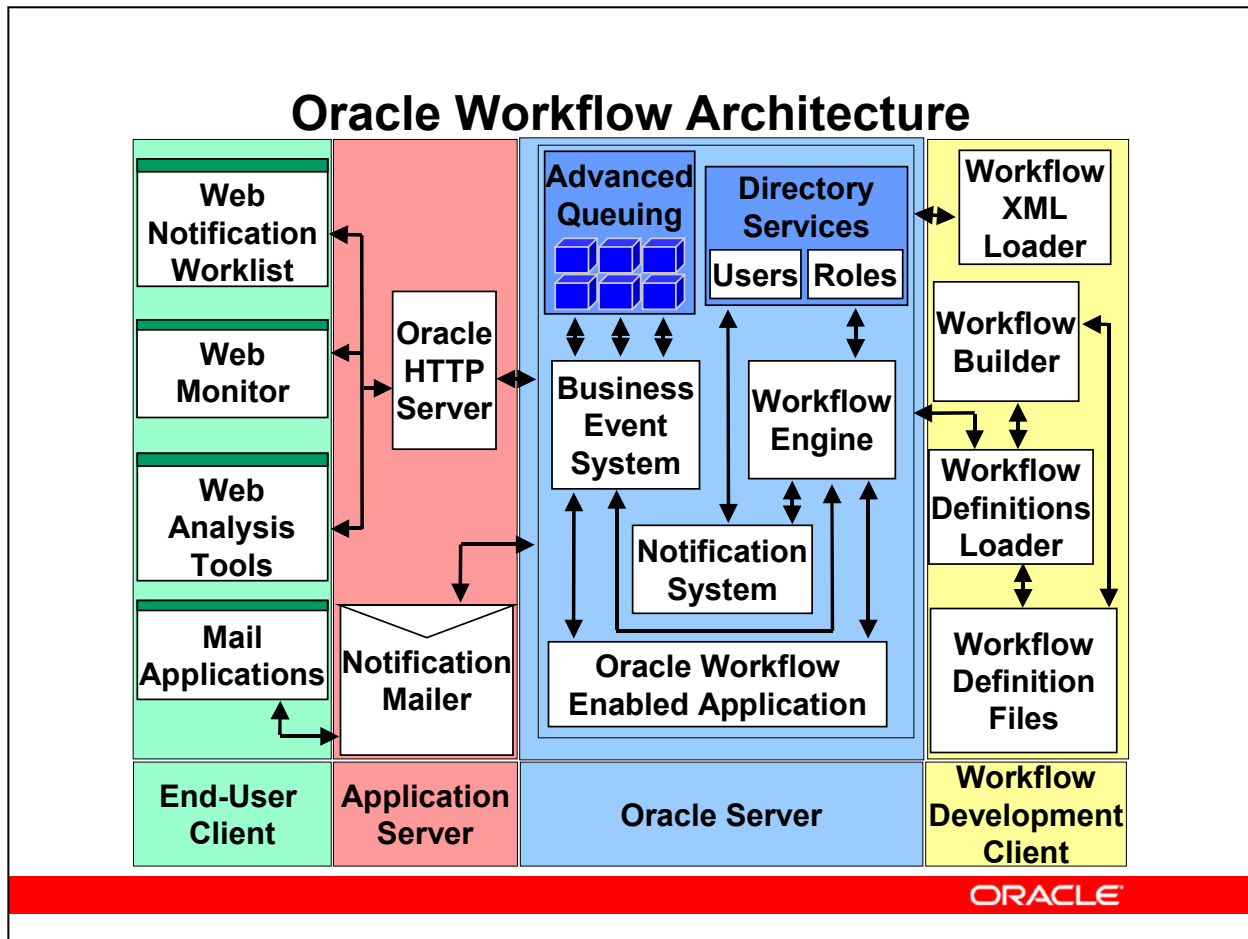 Oracle Workflow Architecture
Web
Notification
Worklist
Web
Monitor
Web
Analysis
Tools
Mail
Applications
End-User
Client
Oracle
HTTP
Server
Notification
Mailer
Application
Server
Advanced
Queuing
Directory
Services
Users
Roles
Business
Event
System
Workflow
Engine
Notification
System
Oracle Workflow
Enabled Application
Oracle Server
Workflow
XML
Loader
Workflow
Builder
Workflow
Definitions
Loader
Workflow
Definition
Files
Workflow
Development
Client
ORACLE